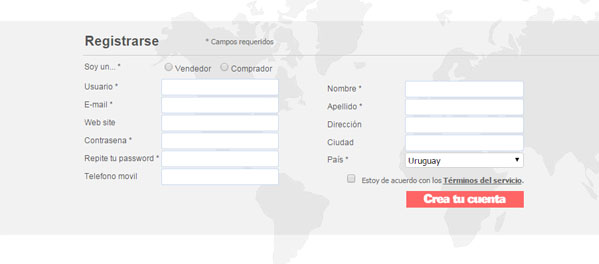 Registrarse
* Campos requeridos
Soy un... *
Vendedor
Comprador
Usuario *
E-mail *
Web site
Contrasena *
Repite tu password *
Telefono movil
Nombre *
Apellido *
Dirección
Ciudad
País *
Uruguay
Estoy de acuerdo con los Términos del servicio.
Crea tu cuenta